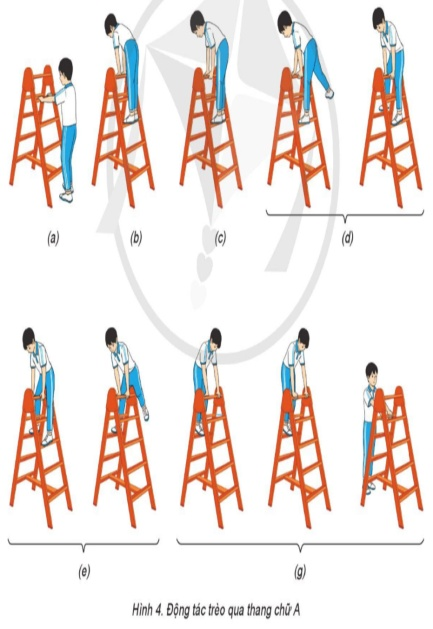 (a)
(b)
(c)
(d)
(e)
(g)
Hình 4. Động tác trèo qua thang chữ A